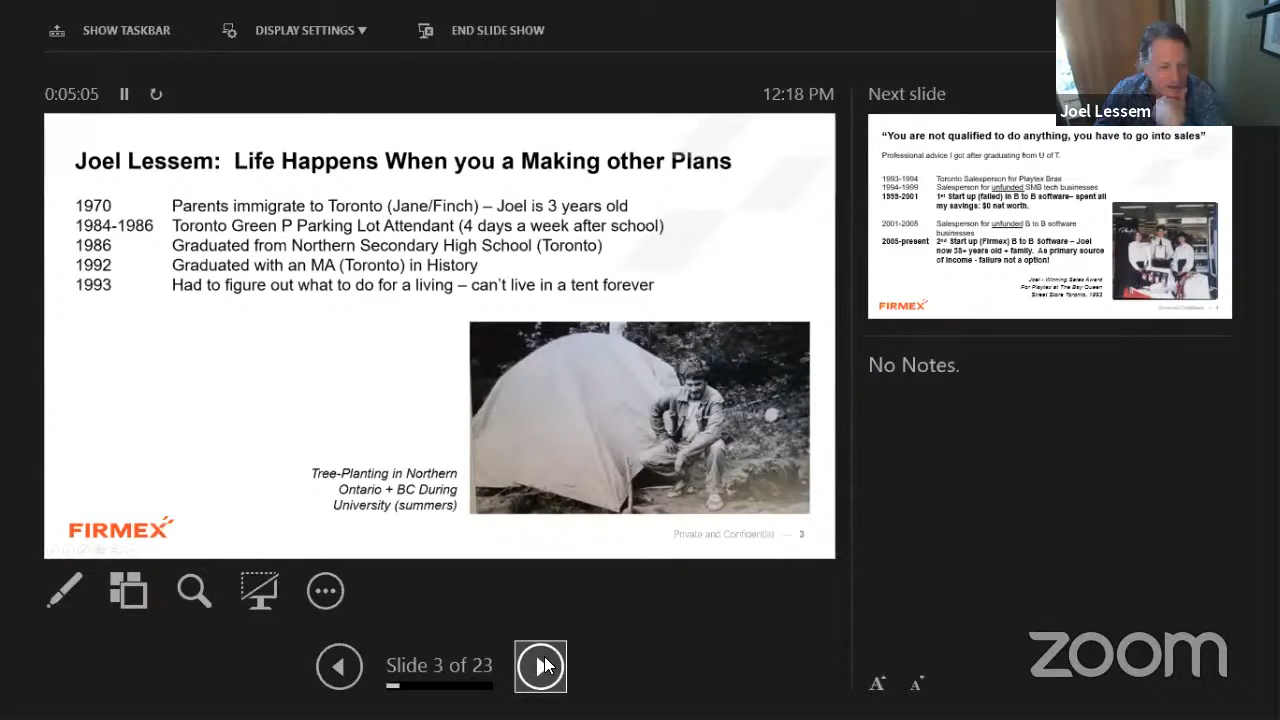 SHOW TASKBAR
DISPLAY SETTINGS ▼
END SLIDE SHOW
0:05:05
12:18 PM
Joel Lessem: Life Happens When you a Making other Plans
1970 Parents immigrate to Toronto (Jane/Finch) – Joel is 3 years old
1984-1986 Toronto Green P Parking Lot Attendant (4 days a week after school)
1986 Graduated from Northern Secondary High School (Toronto)
1992 Graduated with an MA (Toronto) in History
1993 Had to figure out what to do for a living – can’t live in a tent forever
Tree-Planting in Northern
Ontario + BC During
University (summers)
FIRMEX
Private and Confidential — 3
Slide 3 of 23
Next slide
Joel Lessem
“You are not qualified to do anything, you have to go into sales”
Professional advice I got after graduating from U of T.
1993-1994 Toronto Salesperson for Playtex Bras
1994-1999 Salesperson for unfunded SMB tech businesses
1999-2001 1st Start up (failed) in B to B software– spent all
my savings: $0 net worth.
2001-2005 Salesperson for unfunded B to B software
businesses
2005-present 2nd Start up (Firmex) B to B Software – Joel
now 38+ years old + family. As primary source
of income - failure not a option!
Joel - Winning Sales Award
For Playtex at The Bay Queen
Street Store Toronto, 1993
FIRMEX
No Notes.
A A
zoom